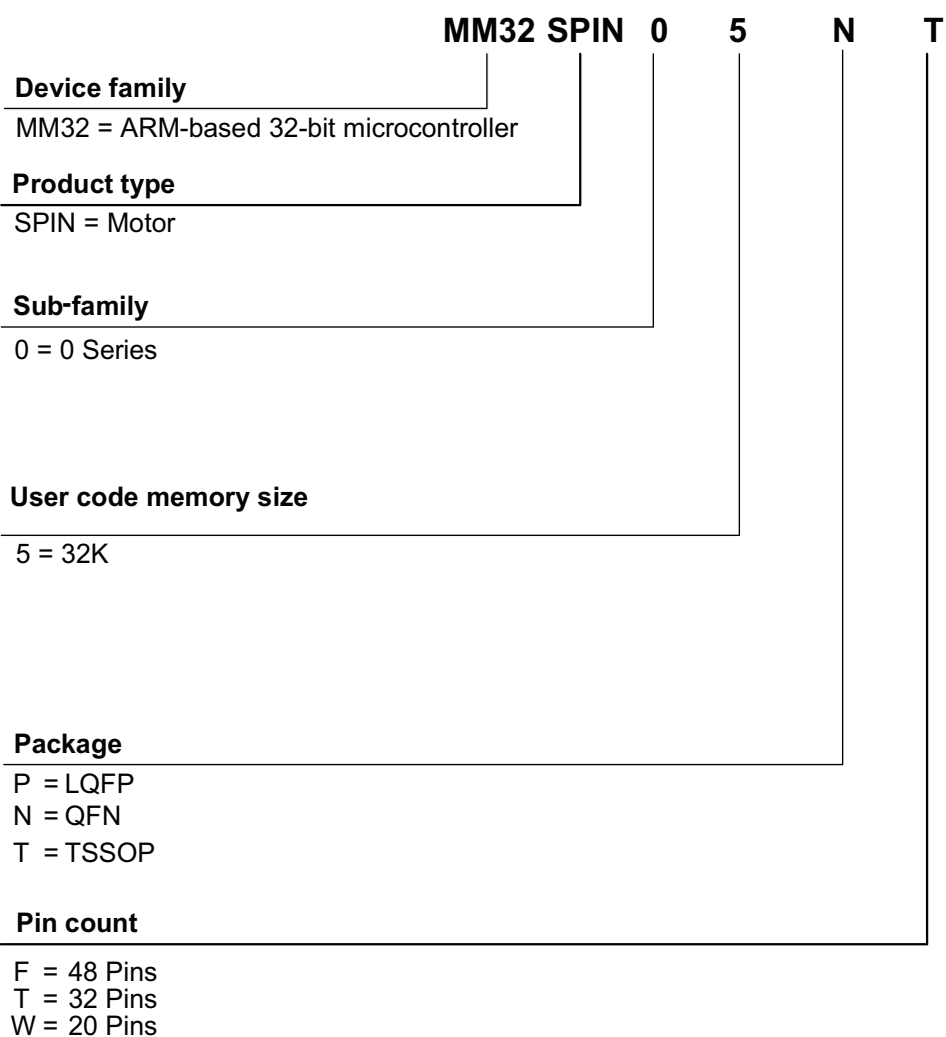 MM32 SPIN 0 5 N T
Device family
MM32 = ARM-based 32-bit microcontroller
Product type
SPIN = Motor
Sub-family
0 = 0 Series
User code memory size
5 = 32K
Package
P = LQFP
N = QFN
T = TSSOP
Pin count
F = 48 Pins
T = 32 Pins
W = 20 Pins